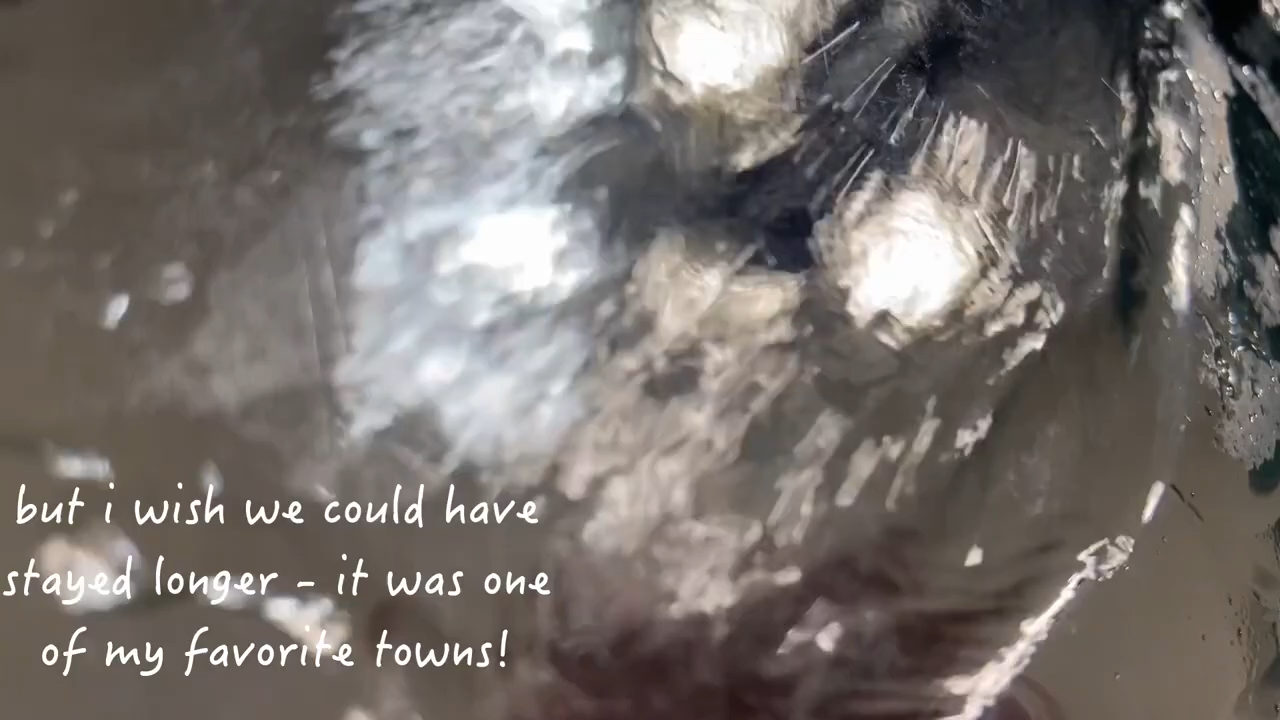 but i wish we could have
stayed longer - it was one
of my favorite towns!